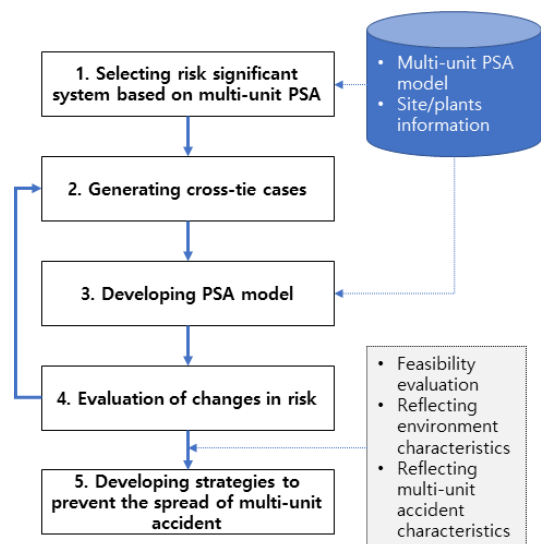 1. Selecting risk significant
system based on multi-unit PSA
• Multi-unit PSA
model
• Site/plants
information
2. Generating cross-tie cases
3. Developing PSA model
4. Evaluation of changes in risk
• Feasibility
evaluation
• Reflecting
environment
characteristics
• Reflecting
multi-unit
accident
characteristics
5. Developing strategies to
prevent the spread of multi-unit
accident